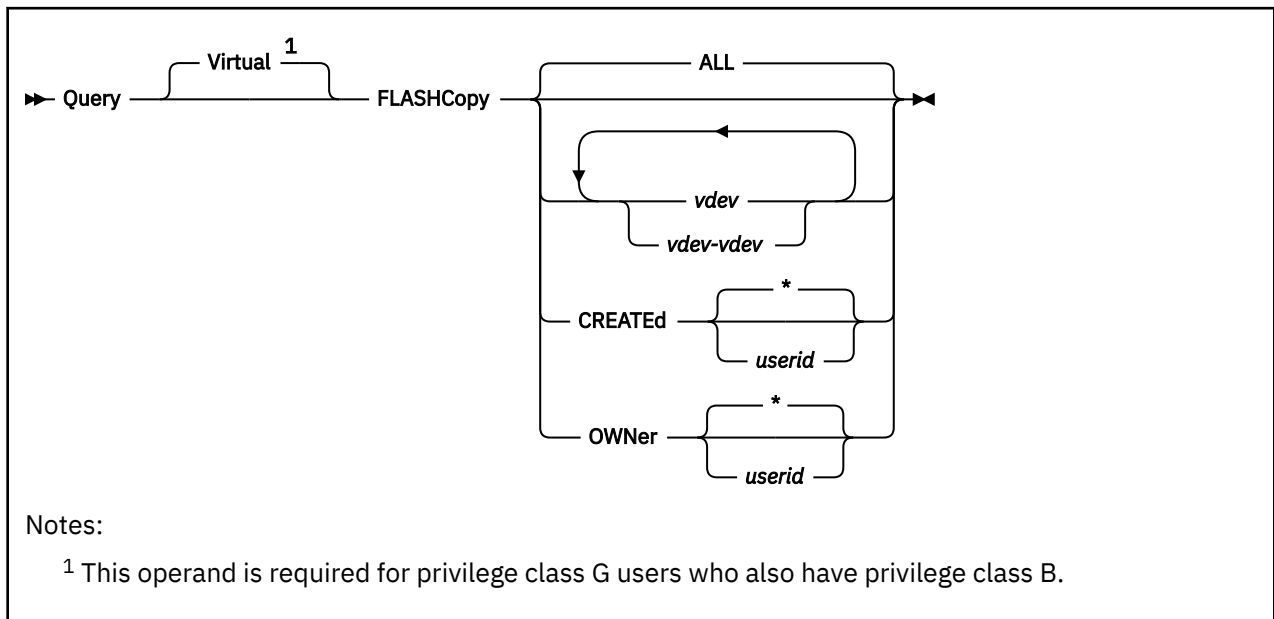 Virtual 1
ALL
Query
FLASHCopy
vdev
vdev-vdev
*
CREATEd
userid
*
OWNer
userid
Notes:
1 This operand is required for privilege class G users who also have privilege class B.